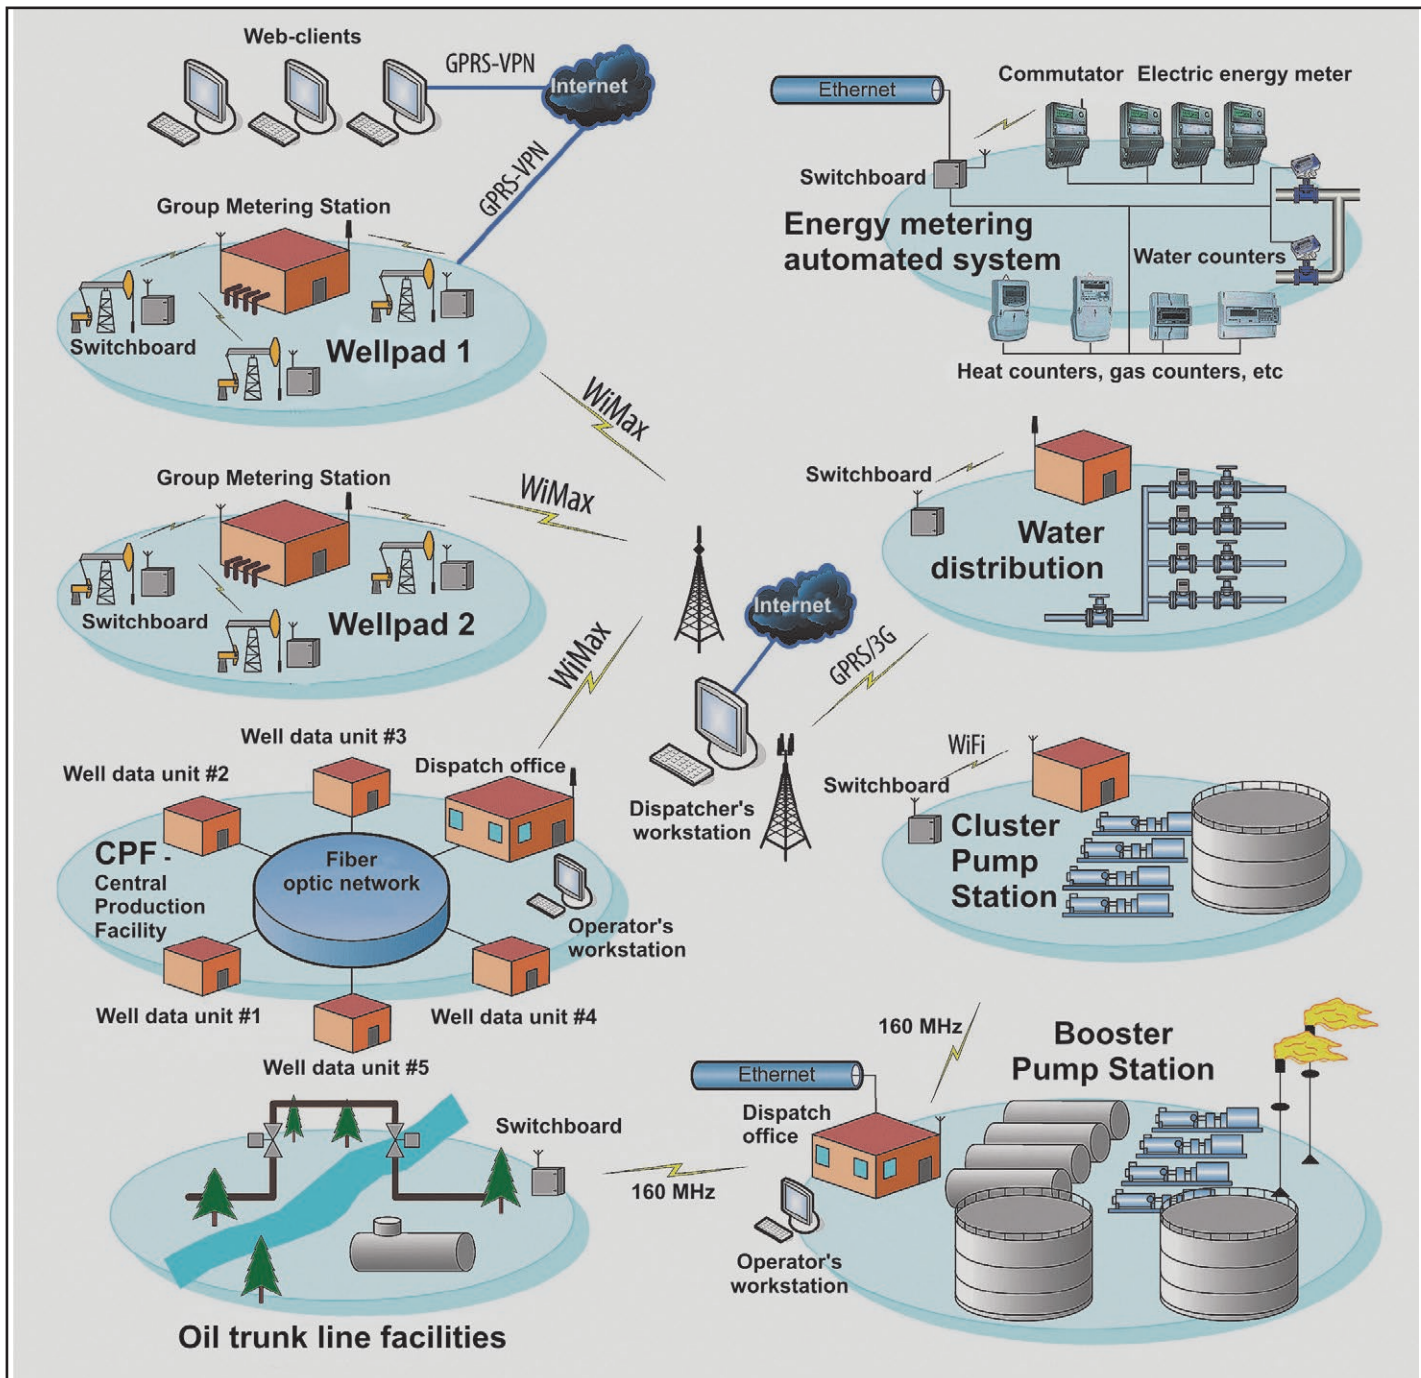 Web-clients
GPRS-VPN
Internet
GPRS-VPN
Group Metering Station
Switchboard
Wellpad 1
WiMax
Group Metering Station
WiMax
Switchboard
Wellpad 2
WiMax
Internet
GPRS/3G
Dispatcher's
workstation
Well data unit #3
Well data unit #2
Dispatch office
CPF -
Central
Production
Facility
Fiber
optic network
Operator's
workstation
Well data unit #1
Well data unit #4
Well data unit #5
Switchboard
160 MHz
Oil trunk line facilities
Commutator
Electric energy meter
Ethernet
Switchboard
Energy metering
automated system
Water counters
Heat counters, gas counters, etc
Switchboard
Water
distribution
WiFi
Switchboard
Cluster
Pump
Station
160 MHz
Booster
Pump Station
Ethernet
Dispatch
office
Operator's
workstation